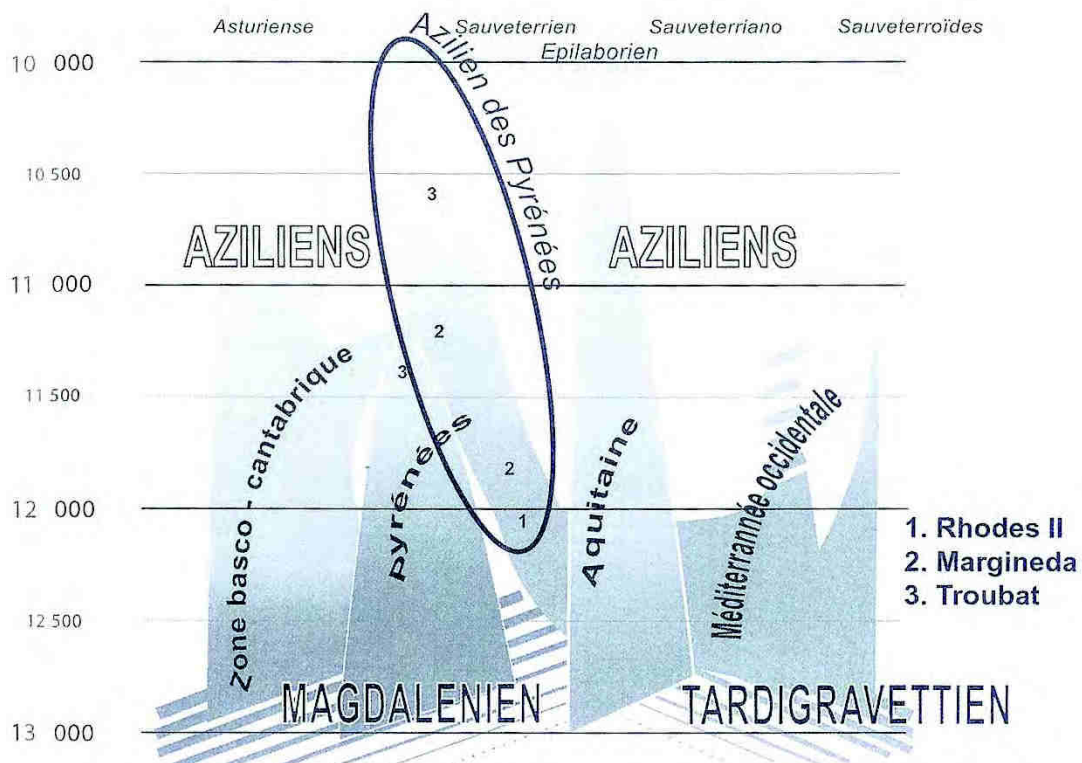 Asturiense
Sauveterrien
Sauveterriano
Sauveterroïdes
Epilaborien
Azilien des Pyrénées
10 000
10 500
3
AZILIENS
AZILIENS
11 000
2
3
11 500
Zone basco - cantabrique
pyrénées
Aquitaine
Méditerrannée occidentale
2
12 000
1
1. Rhodes II
2. Margineda
3. Troubat
12 500
MAGDALENIEN
TARDIGRAVETTIEN
13 000